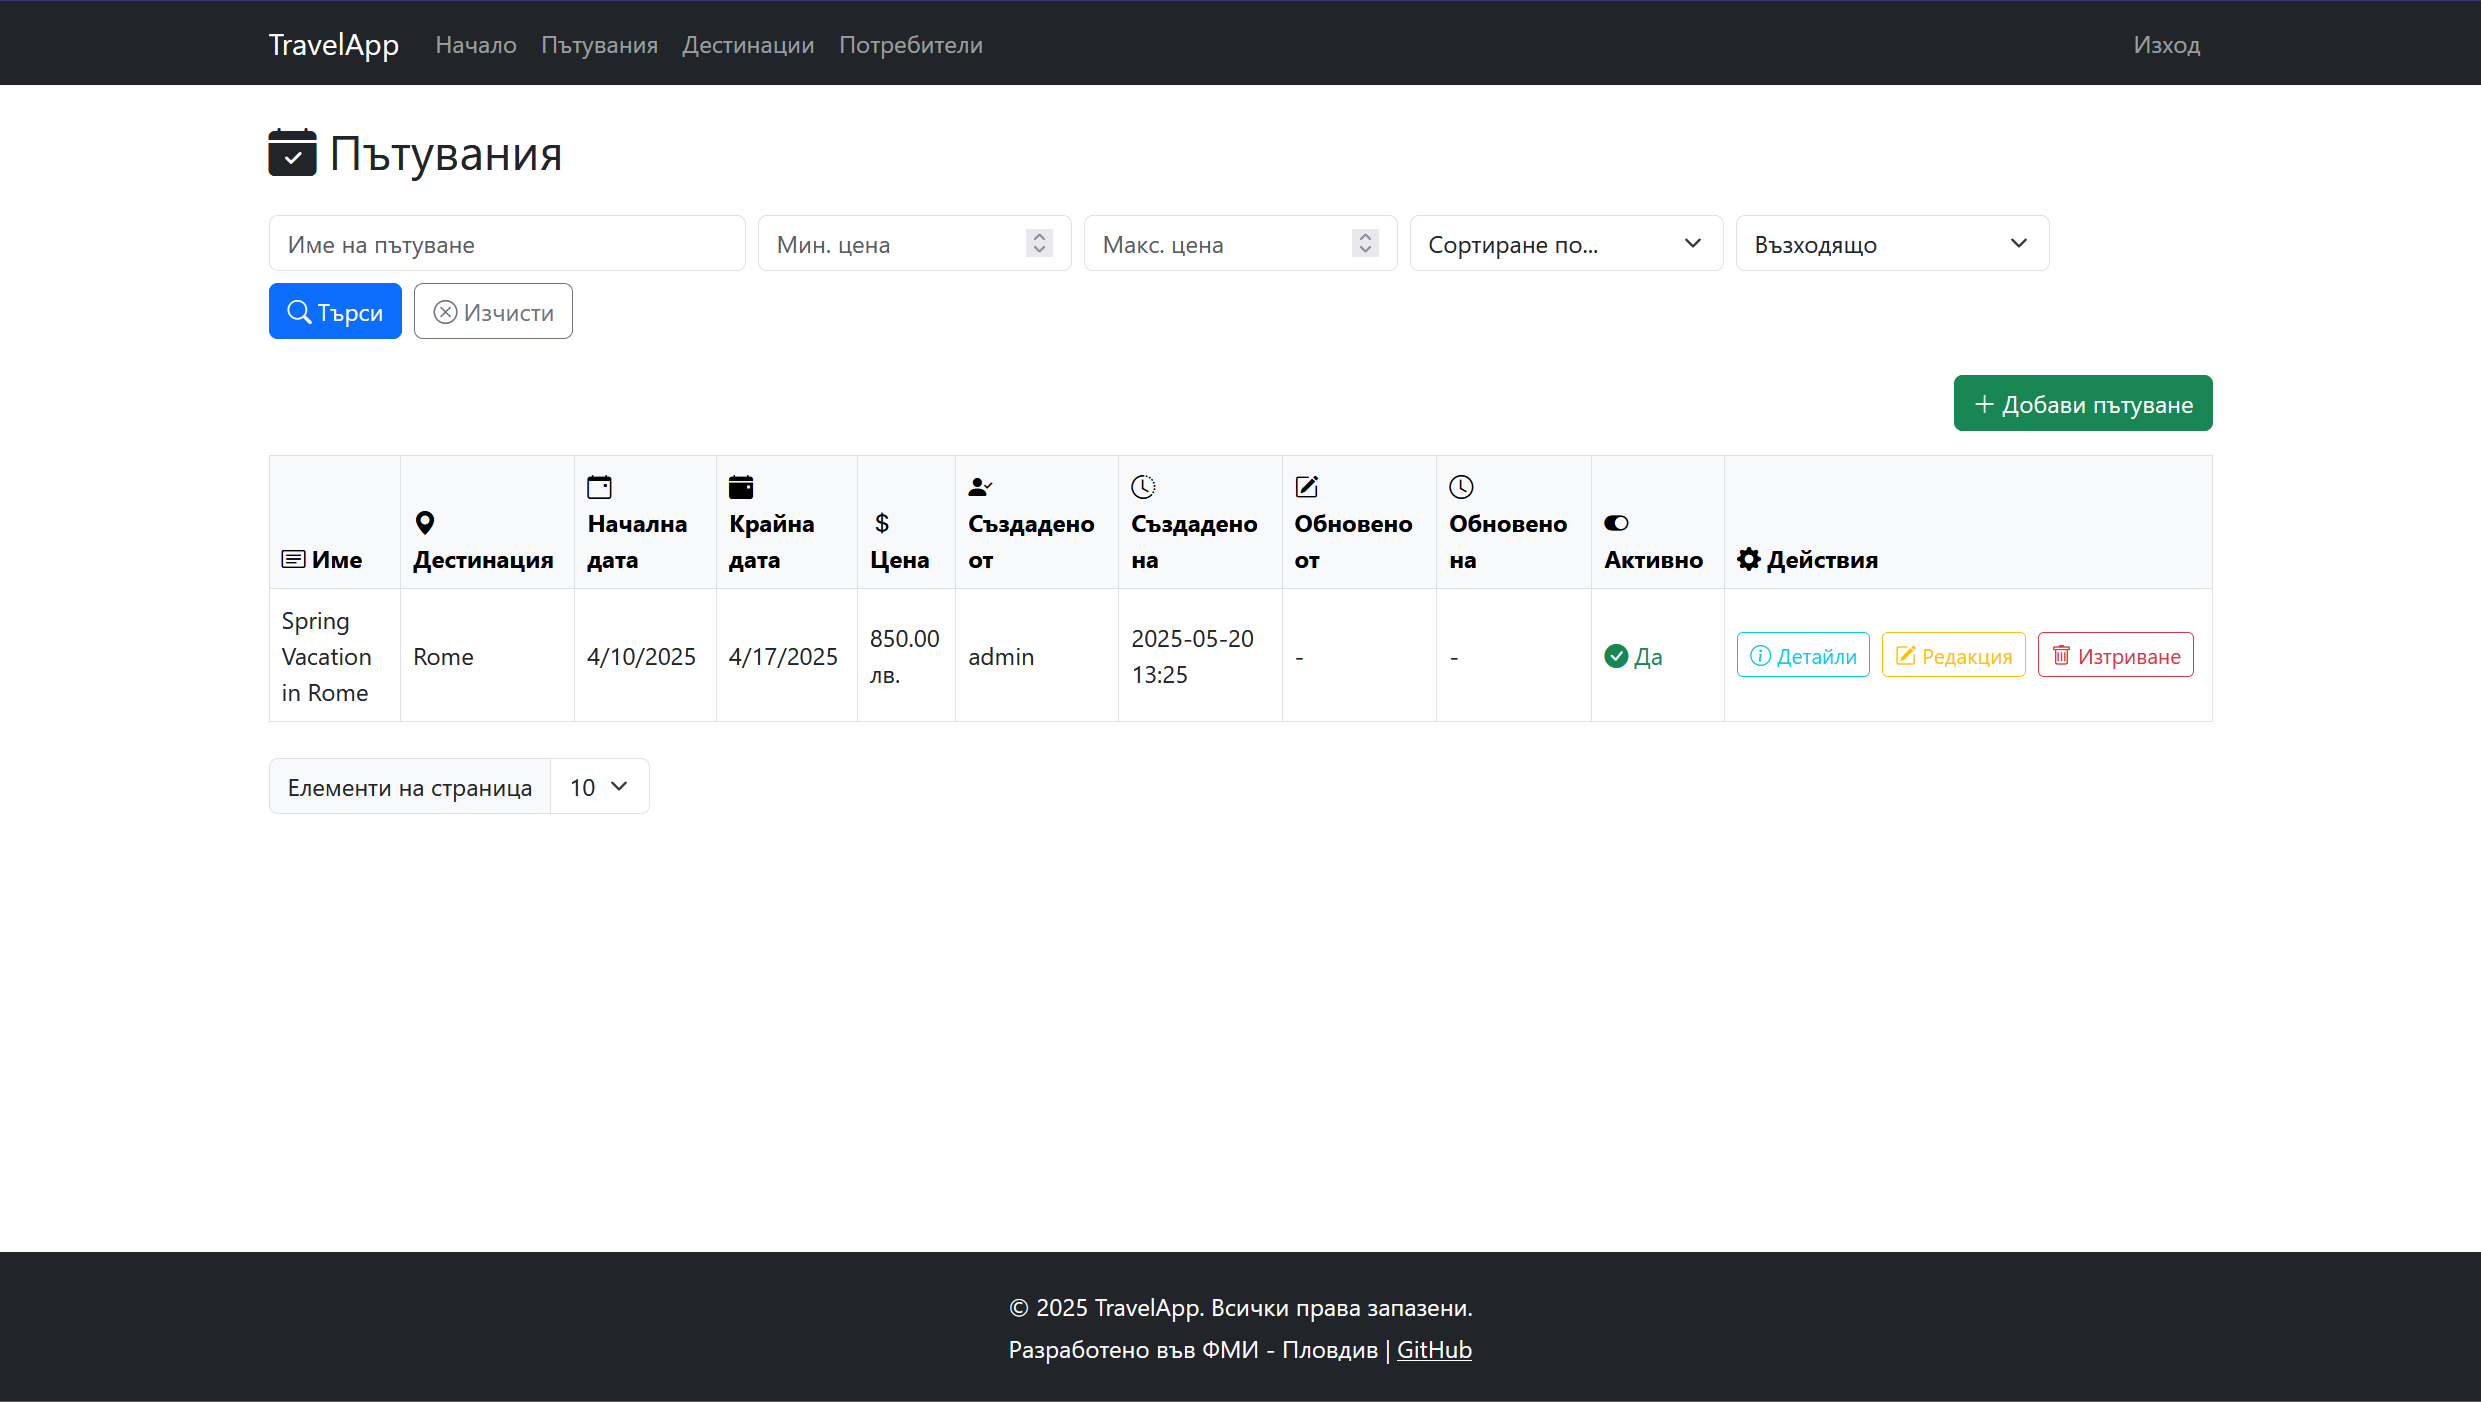 TravelApp Начало Пътувания Дестинации Потребители Изход
Пътувания
Име на пътуване Мин. цена Макс. цена Сортиране по... Възходящо
Търси Изчисти
Добави пътуване
Име Дестинация Начална дата Крайна дата Цена Създадено от Създадено на Обновено от Обновено на Активно Действия
Spring Vacation in Rome Rome 4/10/2025 4/17/2025 850.00 лв. admin 2025-05-20 13:25 - - Да Детайли Редакция Изтриване
Елементи на страница 10
© 2025 TravelApp. Всички права запазени.
Разработено във ФМИ - Пловдив | GitHub